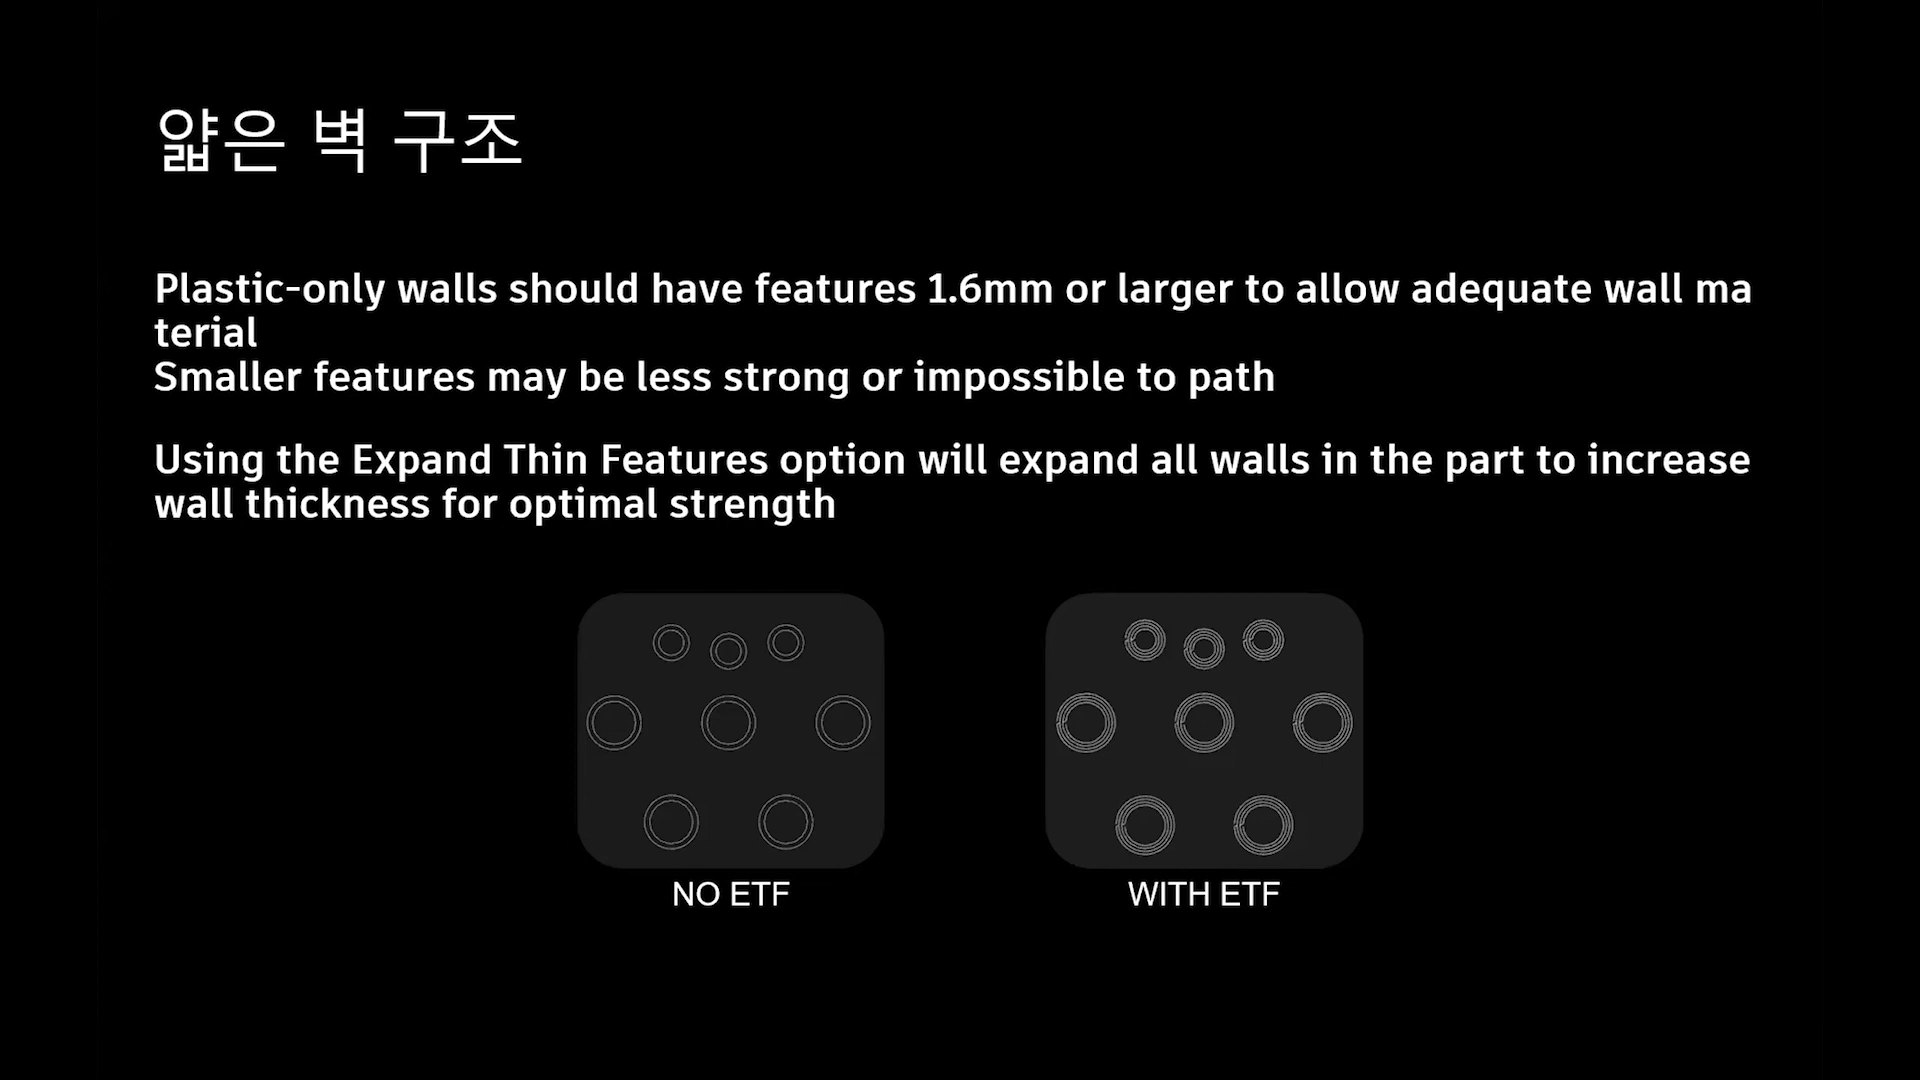 얇은 벽 구조
Plastic-only walls should have features 1.6mm or larger to allow adequate wall ma
terial
Smaller features may be less strong or impossible to path
Using the Expand Thin Features option will expand all walls in the part to increase
wall thickness for optimal strength
NO ETF
WITH ETF